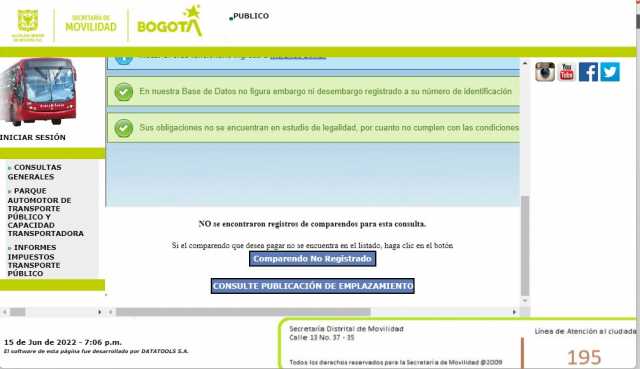 SECRETARÍA DE
MOVILIDAD
BOGOTÁ
PUBLICO
En nuestra Base de Datos no figura embargo ni desembargo registrado a su número de identificación
Sus obligaciones no se encuentran en estudio de legalidad, por cuanto no cumplen con las condiciones
INICIAR SESIÓN
» CONSULTAS
GENERALES
» PARQUE
AUTOMOTOR DE
TRANSPORTE
PÚBLICO Y
CAPACIDAD
TRANSPORTADORA
» INFORMES
IMPUESTOS
TRANSPORTE
PÚBLICO
NO se encontraron registros de comparendos para esta consulta.
Si el comparendo que desea pagar no se encuentra en el listado, haga clic en el botón
Comparendo No Registrado
CONSULTE PUBLICACIÓN DE EMPLAZAMIENTO
You
Tube
15 de Jun de 2022 - 7:06 p.m.
El software de esta página fue desarrollado por DATATOOLS S.A.
Secretaría Distrital de Movilidad
Calle 13 No. 37 - 35
Todos los derechos reservados para la Secretaría de Movilidad @2009
Línea de Atención al ciudada
195